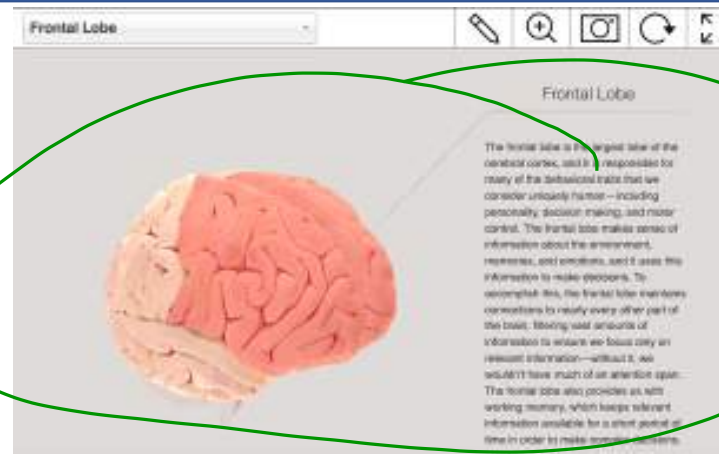 Frontal Lobe
Frontal Lobe
The frontal lobe is the largest lobe of the
cerebral cortex, and it is responsible for
many of the behavioral traits that we
consider uniquely human—including
personality, decision making, and motor
control. The frontal lobe makes sense of
information about the environment,
memories, and emotions, and it uses this
information to make decisions. To
accomplish this, the frontal lobe maintains
connections to nearly every other part of
the brain, filtering vast amounts of
information to ensure we focus only on
relevant information—without it, we
wouldn't have much of an attention span.
The frontal lobe also provides us with
working memory, which keeps relevant
information available for a short period of
time in order to make complex decisions.